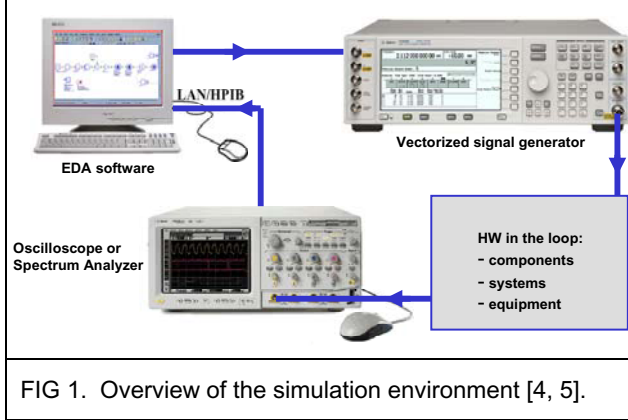 LAN/HPIB
EDA software
Vectorized signal generator
Oscilloscope or
Spectrum Analyzer
HW in the loop:
- components
- systems
- equipment
FIG 1. Overview of the simulation environment [4, 5].